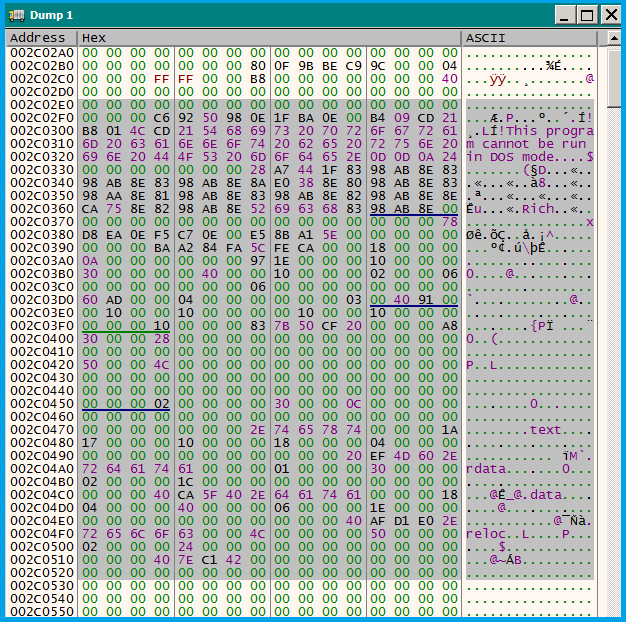 Dump 1
Address Hex ASCII
002C02A0 00 00 00 00 00 00 00 00 00 00 00 00 00 00 00 00 ................
002C02B0 00 00 00 00 00 00 00 80 0F 9B BE C9 9C 00 00 04 ..........¾É....
002C02C0 00 00 00 FF FF 00 00 B8 00 00 00 00 00 00 00 40 ...ÿÿ..¸.......@
002C02D0 00 00 00 00 00 00 00 00 00 00 00 00 00 00 00 00 ................
002C02E0 00 00 00 00 00 00 00 00 00 00 00 00 00 00 00 00 ................
002C02F0 00 00 00 C6 92 50 98 0E 1F BA 0E 00 B4 09 CD 21 ...Æ.P...º..´.Í!
002C0300 B8 01 4C CD 21 54 68 69 73 20 70 72 6F 67 72 61 ¸.LÍ!This progra
002C0310 6D 20 63 61 6E 6E 6F 74 20 62 65 20 72 75 6E 20 m cannot be run
002C0320 69 6E 20 44 4F 53 20 6D 6F 64 65 2E 0D 0D 0A 24 in DOS mode....$
002C0330 00 00 00 00 00 00 00 28 A7 44 1F 83 98 AB 8E 83 .......(§D...«..
002C0340 98 AB 8E 83 98 AB 8E 8A E0 38 8E 80 98 AB 8E 83 .«...«..à8...«..
002C0350 98 AA 8E 81 98 AB 8E 83 98 AB 8E 82 98 AB 8E 8E .ª...«...«...«..
002C0360 CA 75 8E 82 98 AB 8E 52 69 63 68 83 98 AB 8E 00 Êu...«.Rich..«..
002C0370 00 00 00 00 00 00 00 00 00 00 00 00 00 00 00 78 ...............x
002C0380 D8 EA 0E F5 C7 0E 00 E5 8B A1 5E 00 00 00 00 00 Øê.õÇ..å.¡^.....
002C0390 00 00 00 BA A2 84 FA 5C FE CA 00 00 18 00 00 00 ...º¢.ú\þÊ......
002C03A0 0A 00 00 00 00 00 00 97 1E 00 00 00 10 00 00 00 ................
002C03B0 30 00 00 00 00 40 00 00 10 00 00 00 02 00 00 06 0....@..........
002C03C0 00 00 00 00 00 00 00 06 00 00 00 00 00 00 00 00 ................
002C03D0 60 AD 00 00 04 00 00 00 00 00 00 03 00 40 91 00 `............@..
002C03E0 00 10 00 00 10 00 00 00 00 10 00 00 10 00 00 00 ................
002C03F0 00 00 00 10 00 00 00 83 7B 50 CF 20 00 00 00 A8 ........{PÏ ...¨
002C0400 30 00 00 28 00 00 00 00 00 00 00 00 00 00 00 00 0..(............
002C0410 00 00 00 00 00 00 00 00 00 00 00 00 00 00 00 00 ................
002C0420 50 00 00 4C 00 00 00 00 00 00 00 00 00 00 00 00 P..L............
002C0430 00 00 00 00 00 00 00 00 00 00 00 00 00 00 00 00 ................
002C0440 00 00 00 00 00 00 00 00 00 00 00 00 00 00 00 00 ................
002C0450 00 00 00 02 00 00 00 00 30 00 00 0C 00 00 00 00 ........0.......
002C0460 00 00 00 00 00 00 00 00 00 00 00 00 00 00 00 00 ................
002C0470 00 00 00 00 00 00 00 2E 74 65 78 74 00 00 00 1A ........text....
002C0480 17 00 00 00 10 00 00 00 18 00 00 00 04 00 00 00 ................
002C0490 00 00 00 00 00 00 00 00 00 00 00 20 EF 4D 60 2E ........... ïM`.
002C04A0 72 64 61 74 61 00 00 00 01 00 00 00 30 00 00 00 rdata.......0...
002C04B0 02 00 00 00 1C 00 00 00 00 00 00 00 00 00 00 00 ................
002C04C0 00 00 00 40 CA 5F 40 2E 64 61 74 61 00 00 00 18 ...@Ê_@.data....
002C04D0 04 00 00 00 40 00 00 00 06 00 00 00 1E 00 00 00 ....@...........
002C04E0 00 00 00 00 00 00 00 00 00 00 00 40 AF D1 E0 2E ...........@¯Ñà.
002C04F0 72 65 6C 6F 63 00 00 4C 00 00 00 00 50 00 00 00 reloc..L....P...
002C0500 02 00 00 00 24 00 00 00 00 00 00 00 00 00 00 00 ....$...........
002C0510 00 00 00 40 7E C1 42 00 00 00 00 00 00 00 00 00 ...@~ÁB.........
002C0520 00 00 00 00 00 00 00 00 00 00 00 00 00 00 00 00 ................
002C0530 00 00 00 00 00 00 00 00 00 00 00 00 00 00 00 00 ................
002C0540 00 00 00 00 00 00 00 00 00 00 00 00 00 00 00 00 ................
002C0550 00 00 00 00 00 00 00 00 00 00 00 00 00 00 00 00 ................